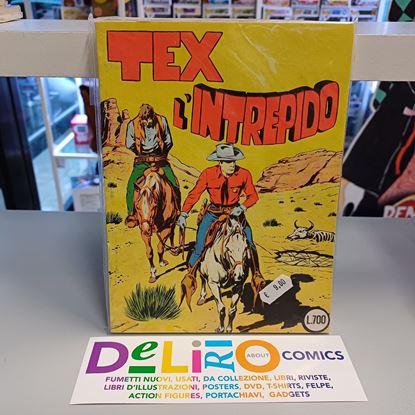 TEX
L'INTREPIDO
€ 9,00
L.700
DeLiRiO ABOUT COMICS
FUMETTI NUOVI, USATI, DA COLLEZIONE, LIBRI, RIVISTE,
LIBRI D'ILLUSTRAZIONI, POSTERS, DVD, T-SHIRTS, FELPE,
ACTION FIGURES, PORTACHIAVI, GADGETS